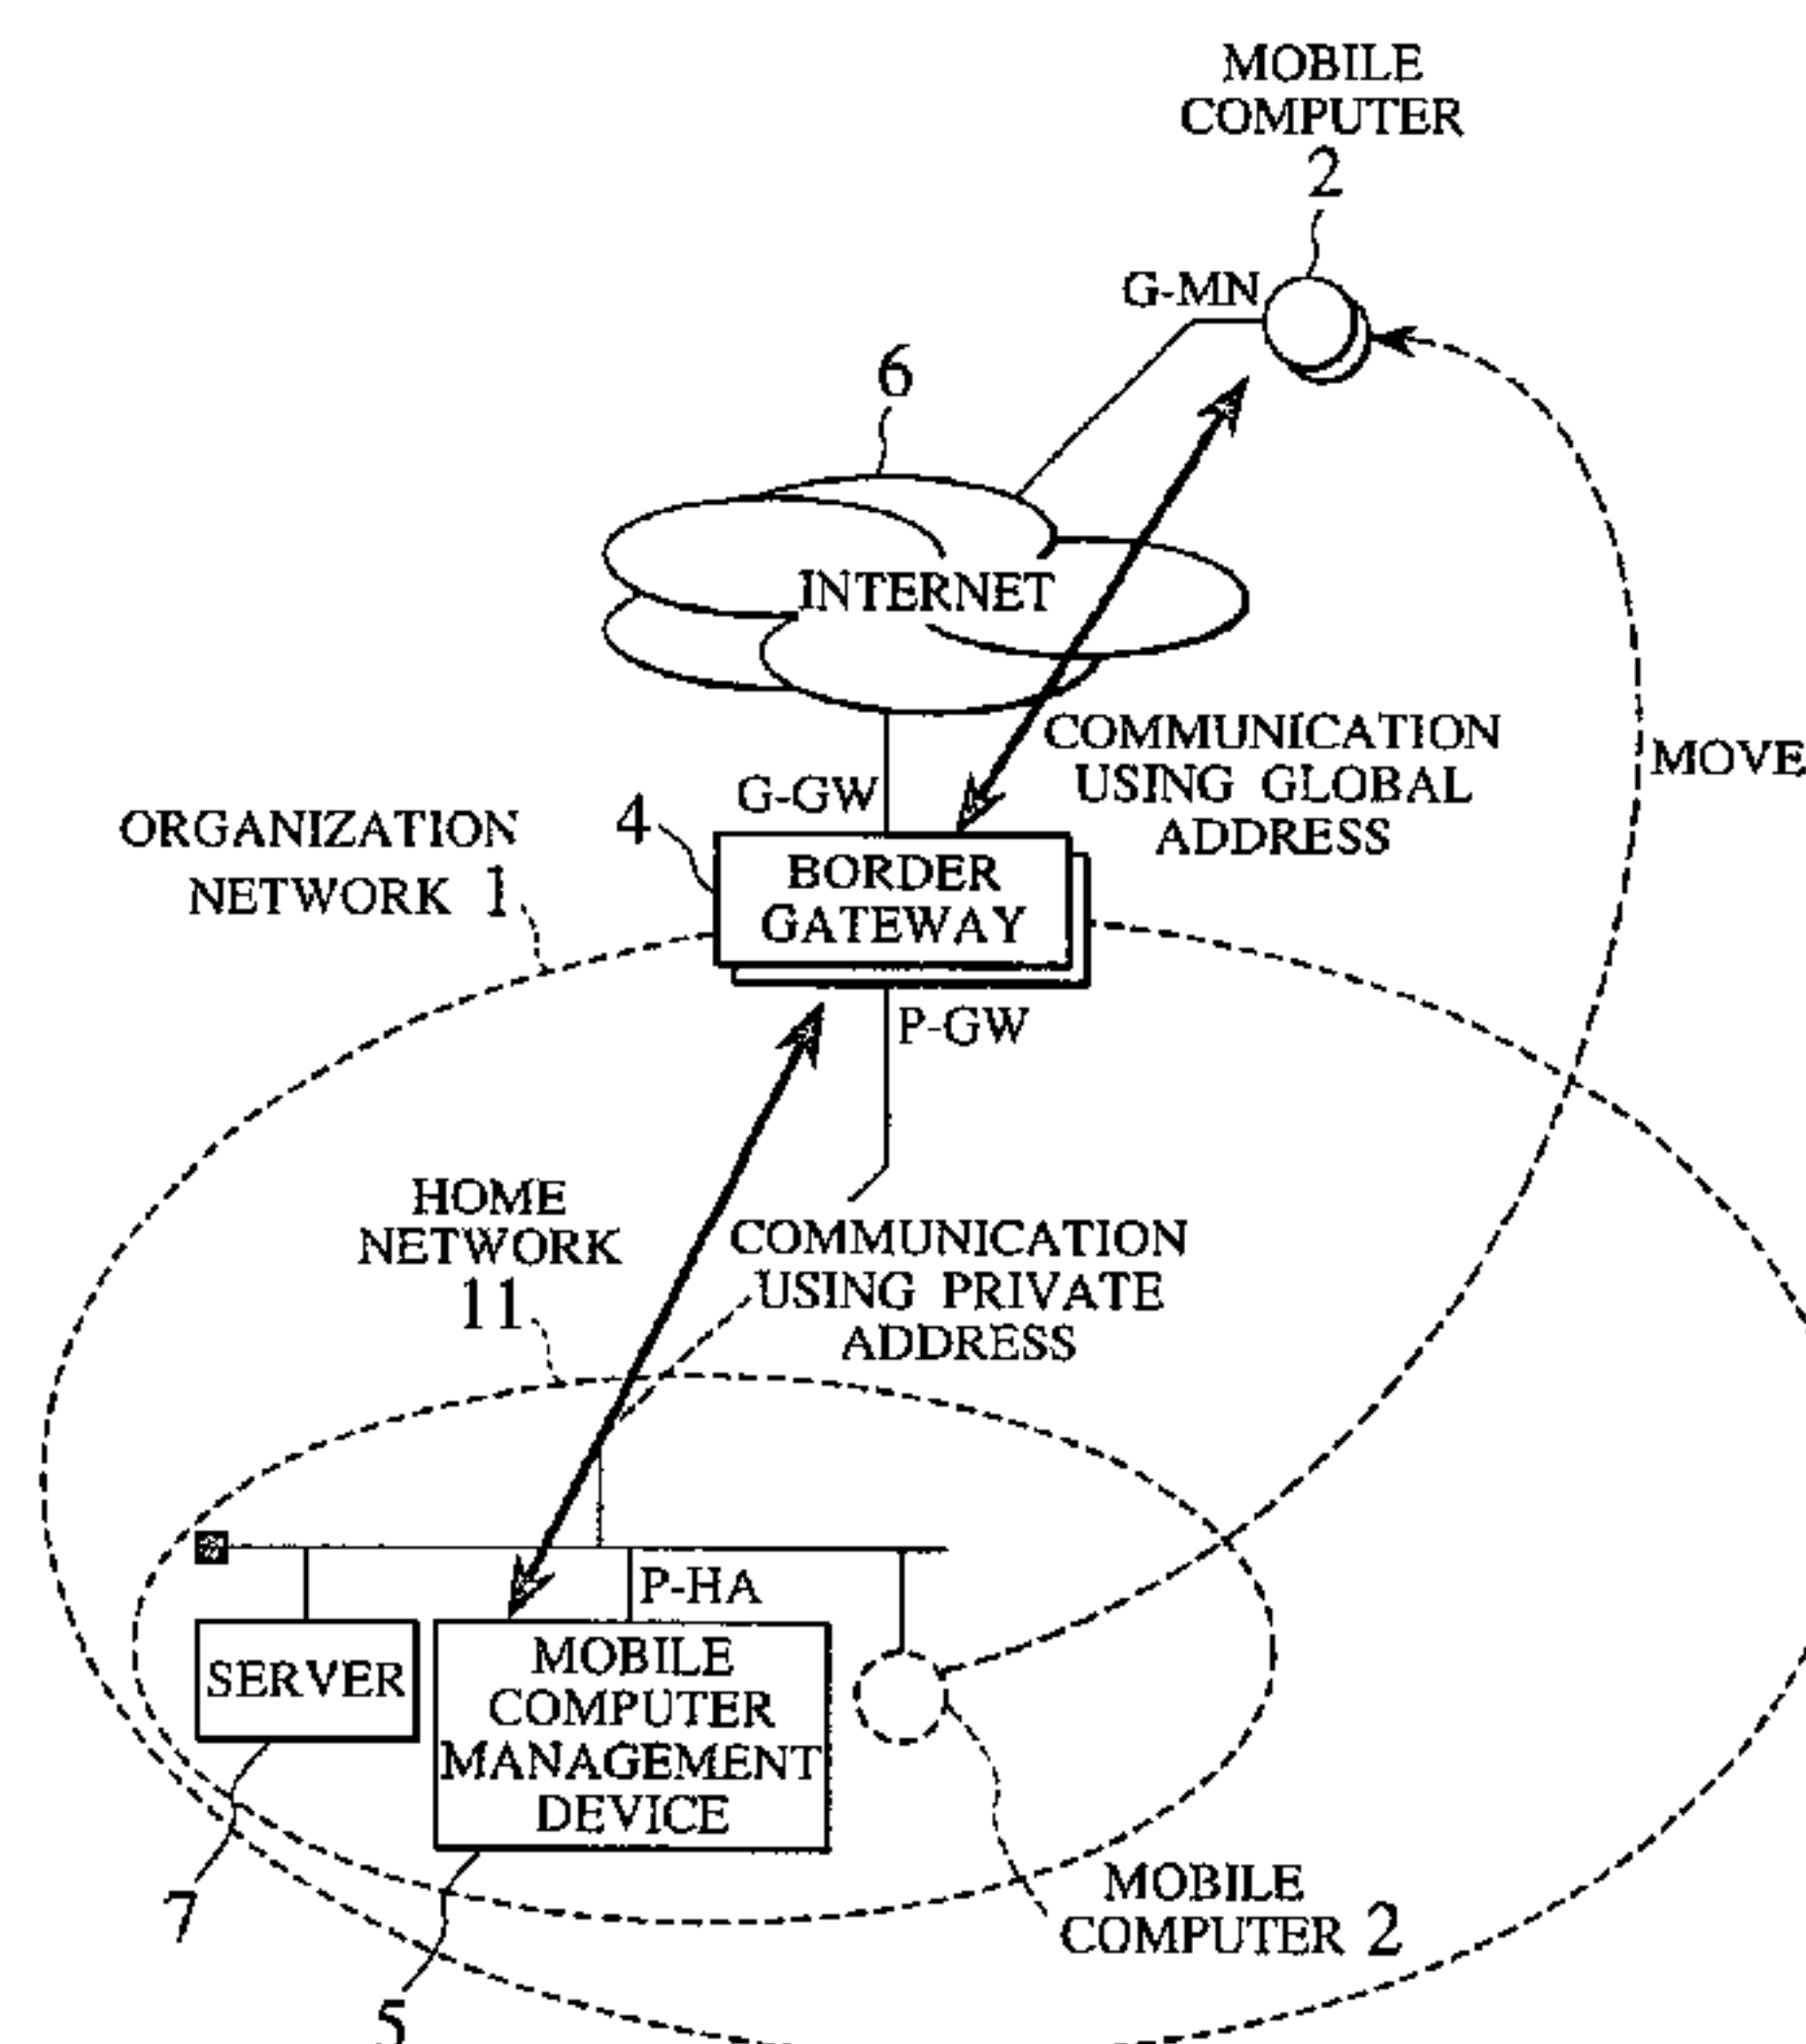 MOBILE
COMPUTER
2
G-MN
6
INTERNET
COMMUNICATION
USING GLOBAL
ADDRESS
MOVE
G-GW
4
ORGANIZATION
NETWORK 1
BORDER
GATEWAY
P-GW
HOME
NETWORK
11
COMMUNICATION
USING PRIVATE
ADDRESS
P-HA
SERVER
MOBILE
COMPUTER
MANAGEMENT
DEVICE
7
5
MOBILE
COMPUTER 2